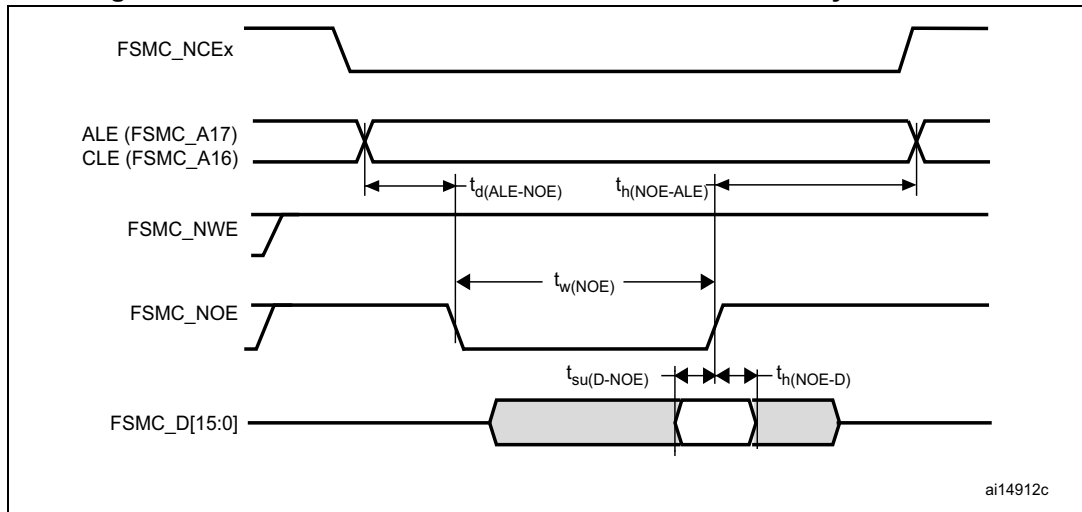 FSMC_NCEx
ALE (FSMC_A17)
CLE (FSMC_A16)
td(ALE-NOE)
th(NOE-ALE)
FSMC_NWE
tw(NOE)
FSMC_NOE
tsu(D-NOE)
th(NOE-D)
FSMC_D[15:0]
ai14912c